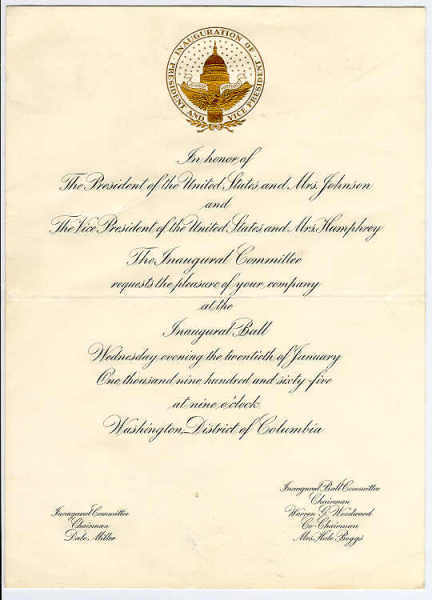 INAUGURATION OF
PRESIDENT AND VICE PRESIDENT
In honor of
The President of the United States and Mrs. Johnson
and
The Vice President of the United States and Mrs. Humphrey
The Inaugural Committee
requests the pleasure of your company
at the
Inaugural Ball
Wednesday evening the twentieth of January
One thousand nine hundred and sixty-five
at nine o'clock
Washington, District of Columbia
Inaugural Committee
Chairman
Dale Miller
Inaugural Ball Committee
Chairman
Warren G. Woodward
Co-Chairman
Mrs. Hale Boggs